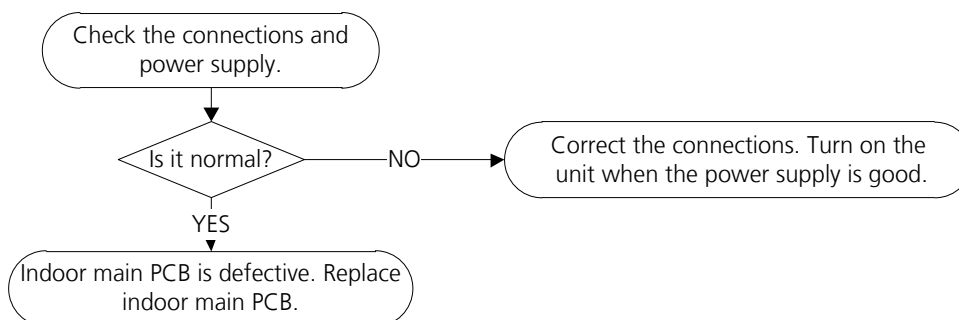 Check the connections and
power supply.
Is it normal?
NO
Correct the connections. Turn on the
unit when the power supply is good.
YES
Indoor main PCB is defective. Replace
indoor main PCB.